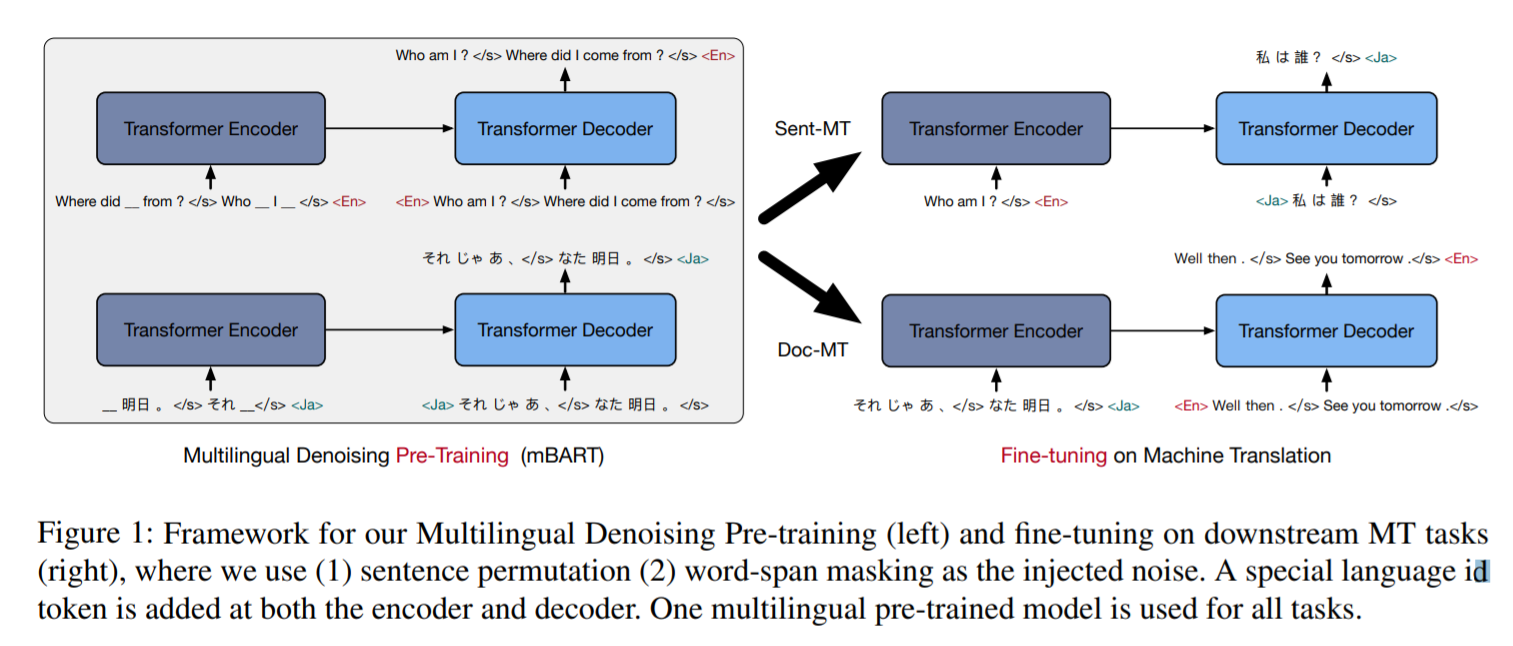 Who am I ? </s> Where did I come from ? </s> <En>
Transformer Encoder
Transformer Decoder
Where did __ from ? </s> Who __ I __ </s> <En>
<En> Who am I ? </s> Where did I come from ? </s>
それ じゃ あ 、</s> なた 明日 。 </s> <Ja>
Transformer Encoder
Transformer Decoder
__ 明日 。 </s> それ __</s> <Ja>
<Ja> それ じゃ あ 、</s> なた 明日 。 </s>
Multilingual Denoising Pre-Training (mBART)
Sent-MT
Doc-MT
私 は 誰 ? </s> <Ja>
Transformer Encoder
Transformer Decoder
Who am I ? </s> <En>
<Ja> 私 は 誰 ? </s>
Well then . </s> See you tomorrow .</s> <En>
Transformer Encoder
Transformer Decoder
それ じゃ あ 、</s> なた 明日 。 </s> <Ja>
<En> Well then . </s> See you tomorrow .</s>
Fine-tuning on Machine Translation
Figure 1: Framework for our Multilingual Denoising Pre-training (left) and fine-tuning on downstream MT tasks
(right), where we use (1) sentence permutation (2) word-span masking as the injected noise. A special language id
token is added at both the encoder and decoder. One multilingual pre-trained model is used for all tasks.